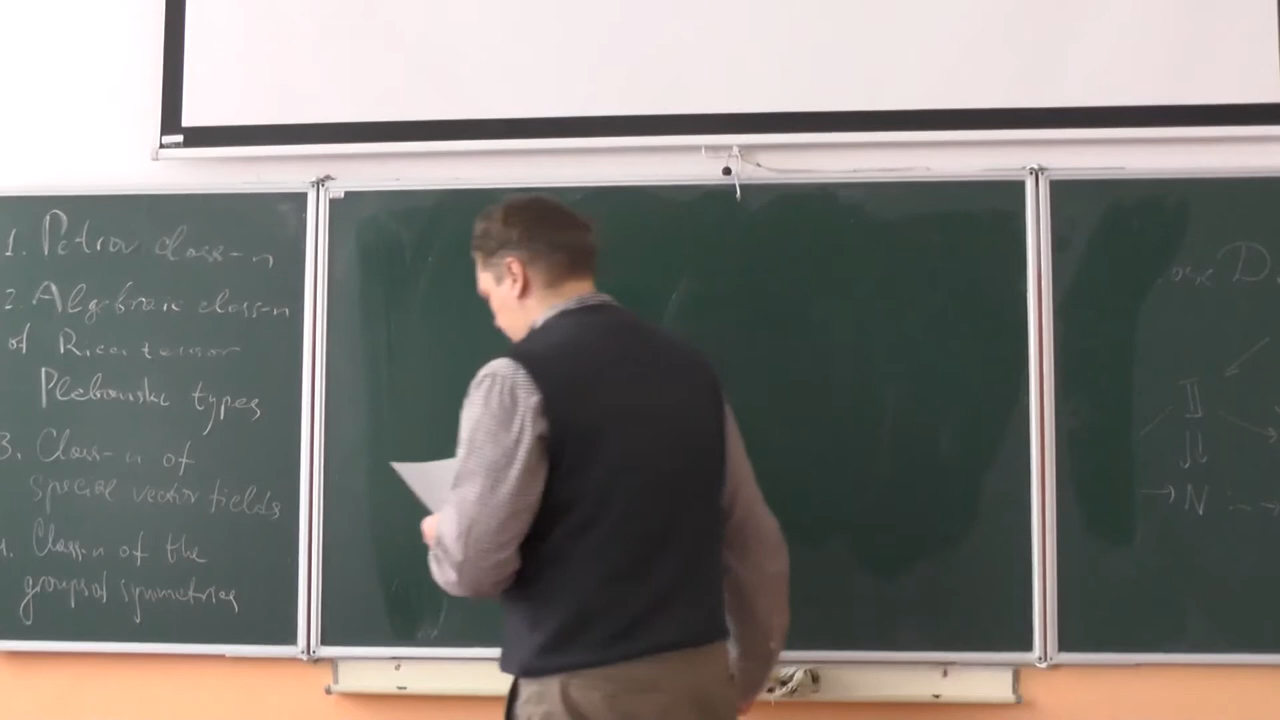 1. Petrov class-n
2. Algebraic class-n
of Ricci tensor
Plebanski types
3. Class-n of
special vector fields
4. Class-n of the
groups of symmetries
D
II
N